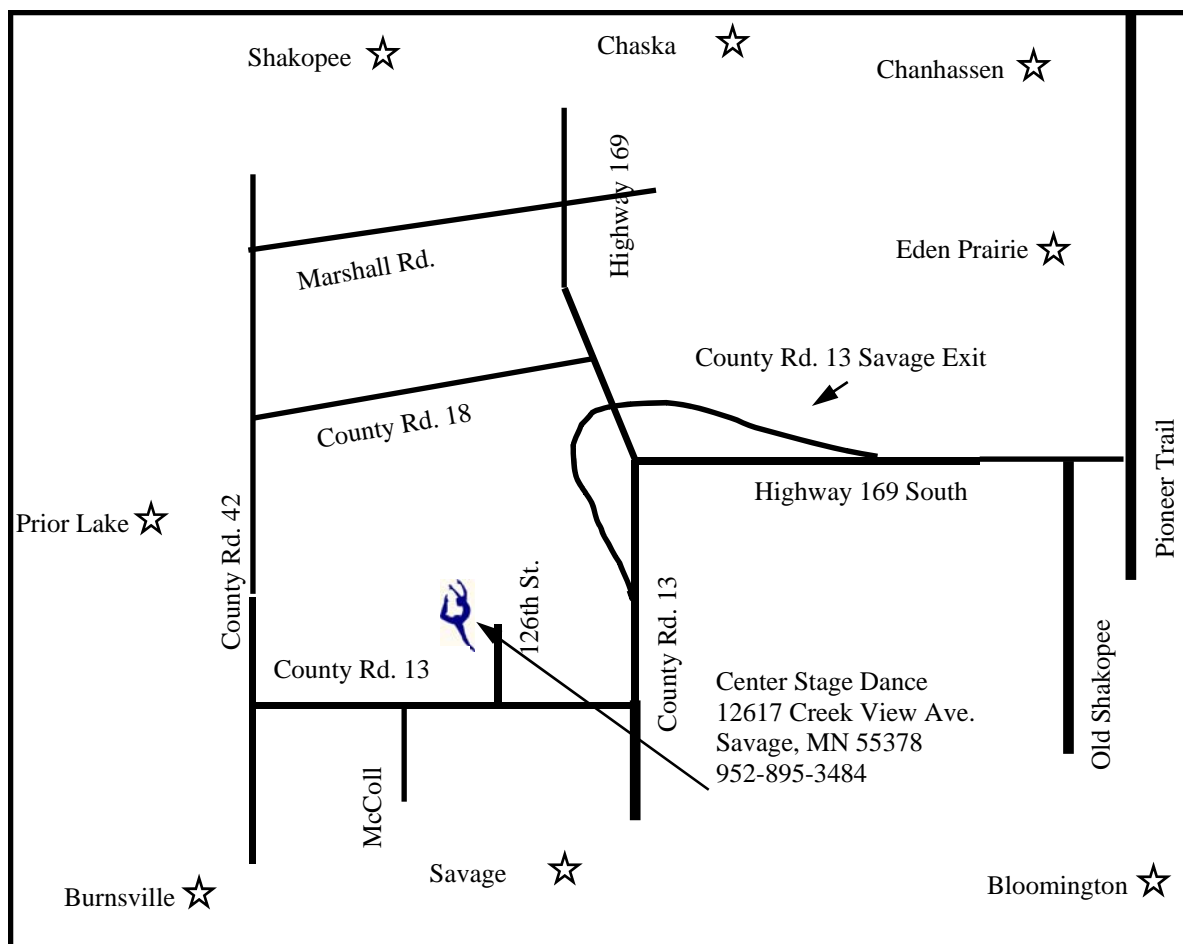 Shakopee
Chaska
Chanhassen
Highway 169
Marshall Rd.
Eden Prairie
County Rd. 13 Savage Exit
County Rd. 18
Highway 169 South
Pioneer Trail
Prior Lake
County Rd. 42
126th St.
County Rd. 13
County Rd. 13
Center Stage Dance
12617 Creek View Ave.
Savage, MN 55378
952-895-3484
Old Shakopee
McColl
Savage
Burnsville
Bloomington